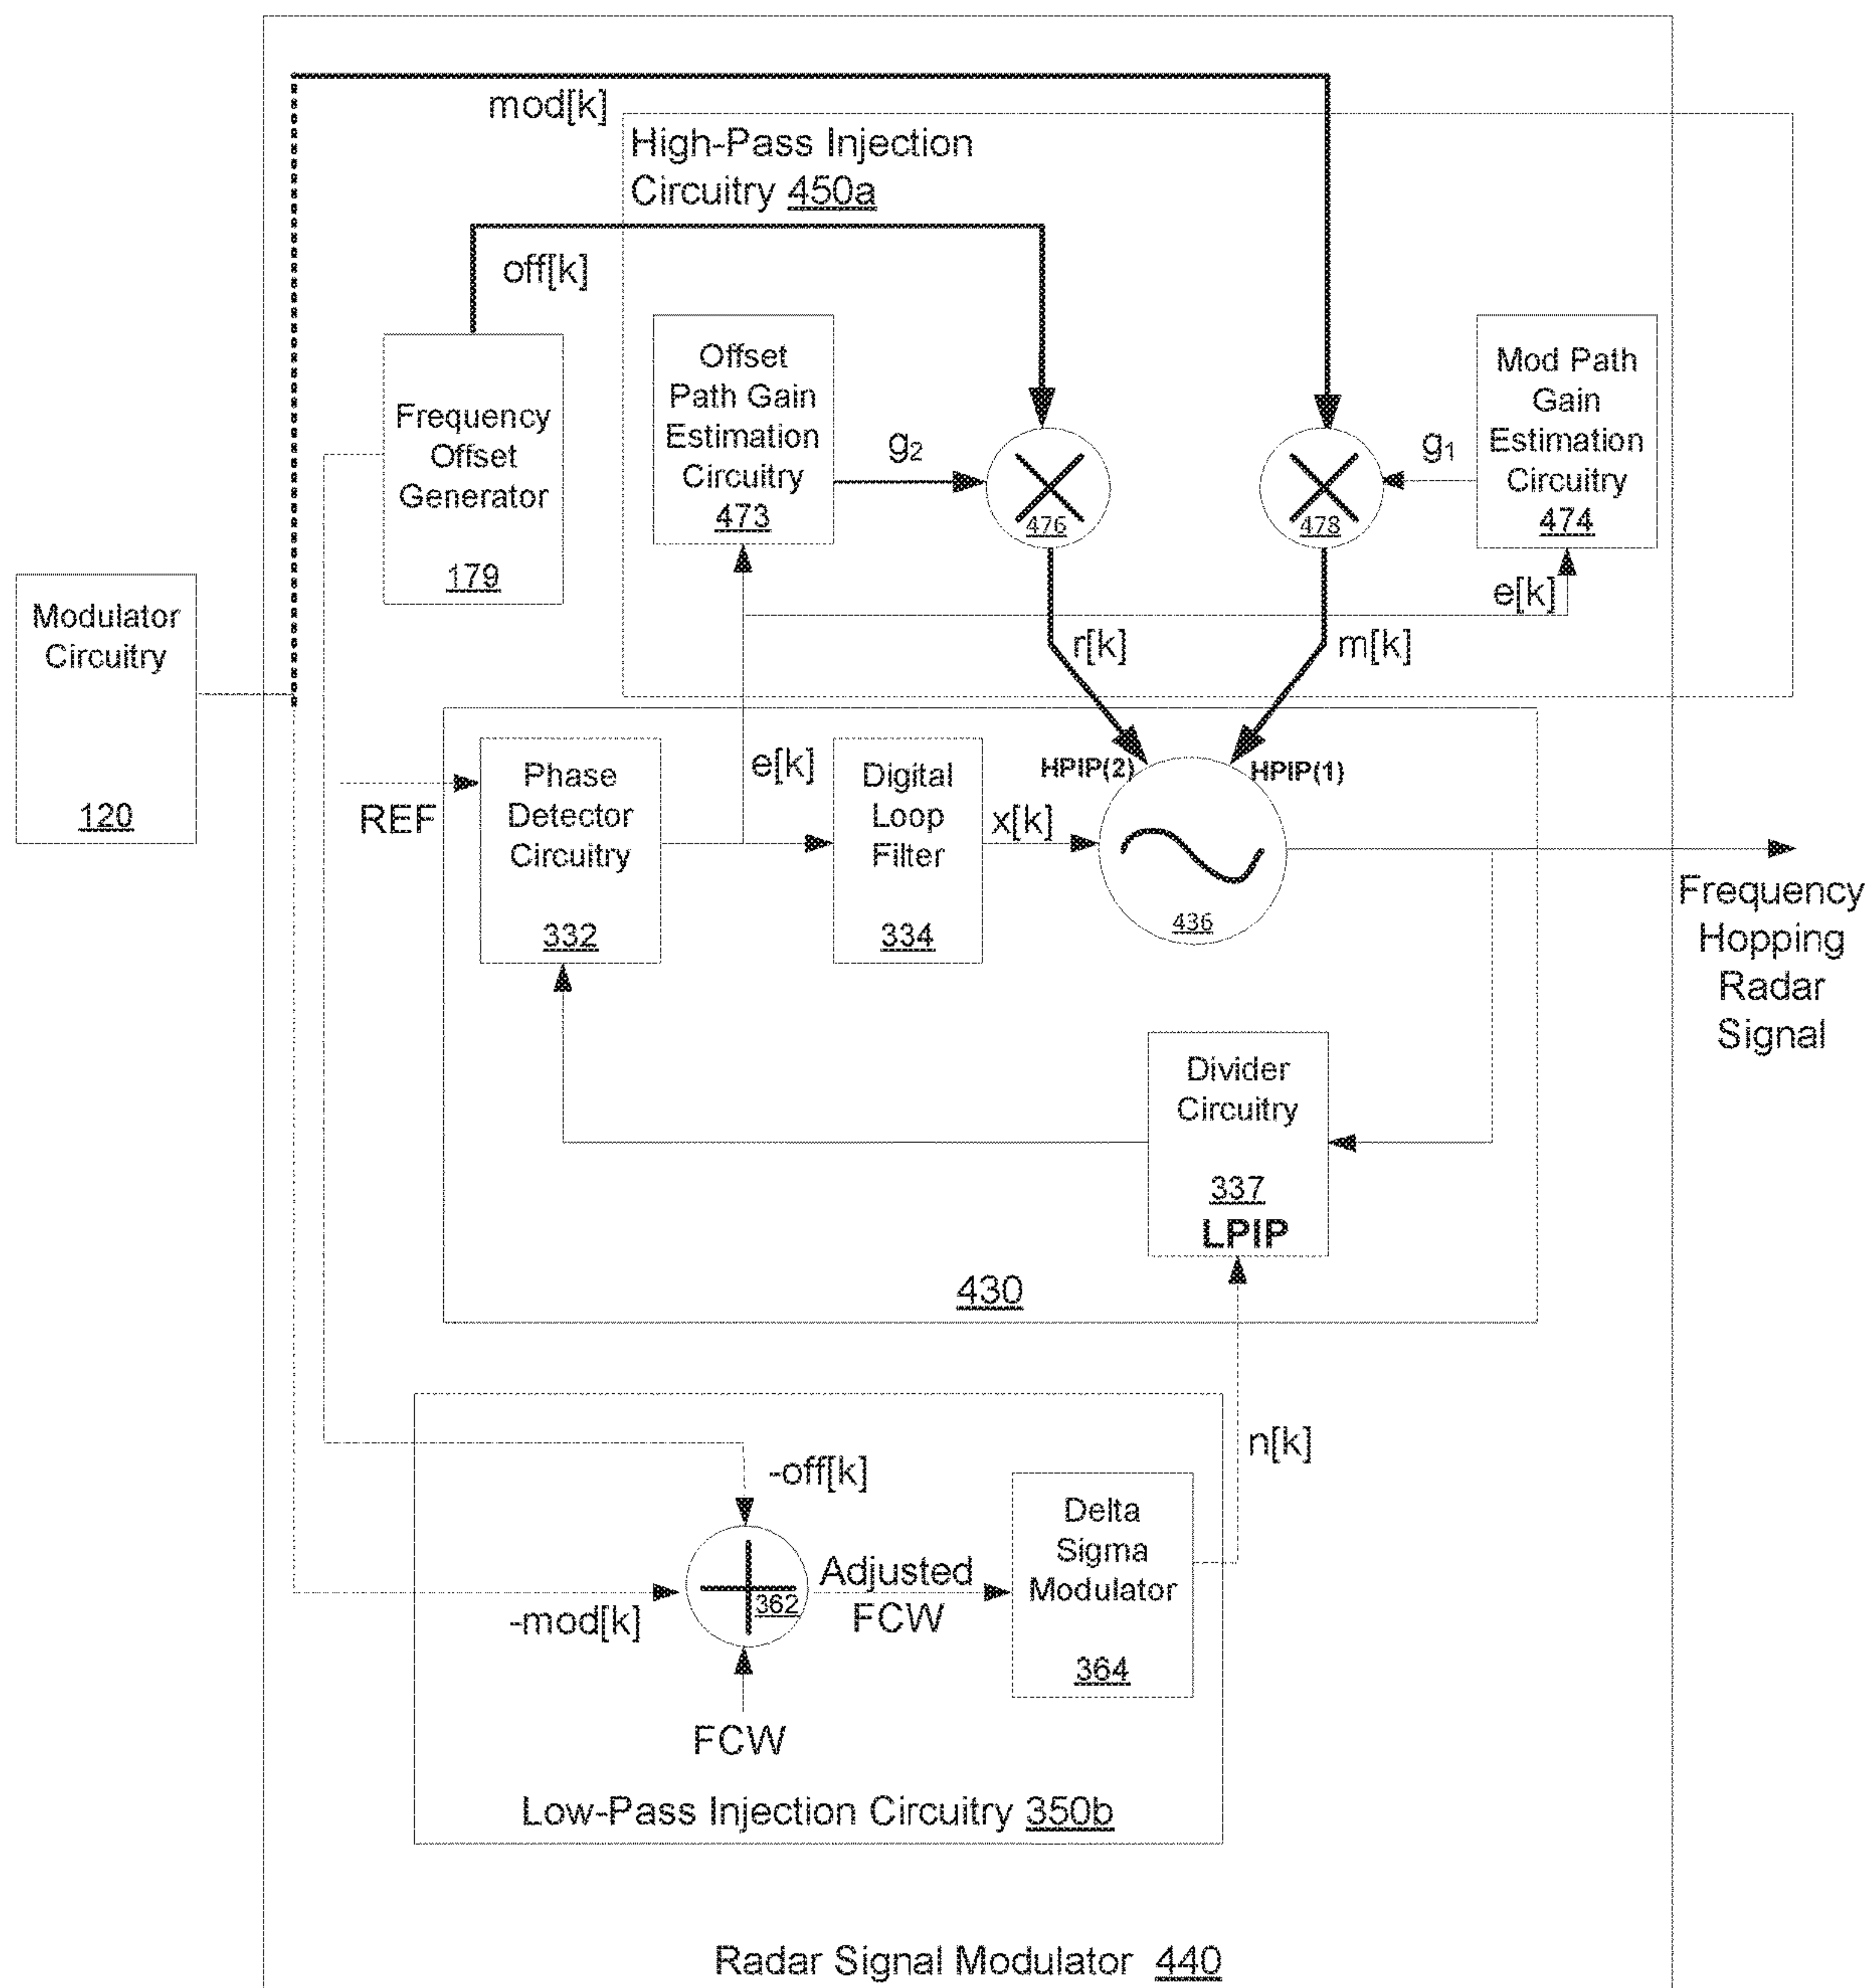 mod[k]
High-Pass Injection
Circuitry 450a
off[k]
Frequency
Offset
Generator
179
Offset
Path Gain
Estimation
Circuitry
473
g2
476
478
g1
Mod Path
Gain
Estimation
Circuitry
474
e[k]
r[k]
m[k]
Modulator
Circuitry
120
REF
Phase
Detector
Circuitry
332
e[k]
Digital
Loop
Filter
334
x[k]
HPIP(2)
HPIP(1)
436
Frequency
Hopping
Radar
Signal
Divider
Circuitry
337
LPIP
430
n[k]
-off[k]
-mod[k]
362
FCW
Adjusted
FCW
Delta
Sigma
Modulator
364
Low-Pass Injection Circuitry 350b
Radar Signal Modulator 440